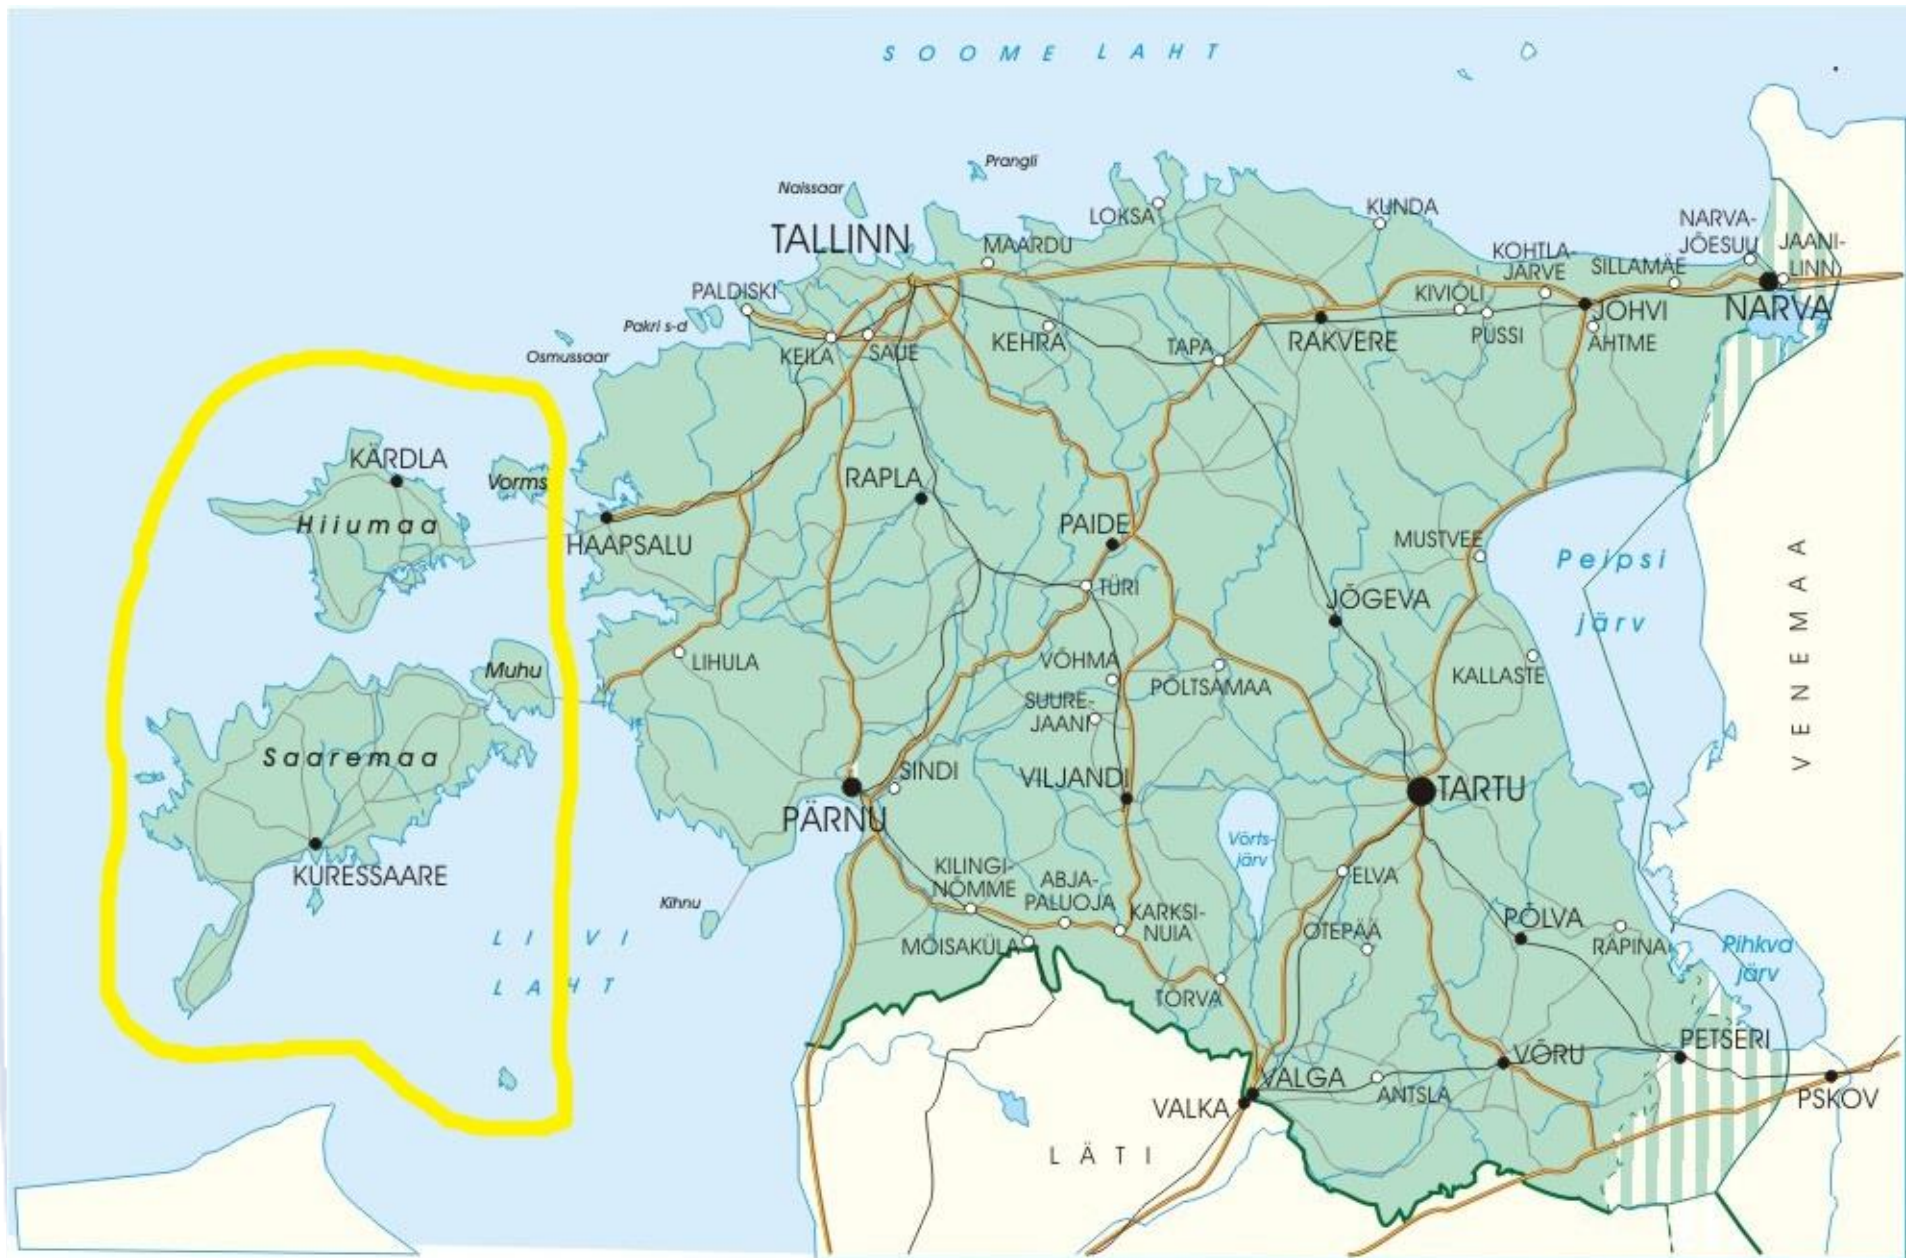 SOOME LAHT
Prangli
Naissaar
TALLINN
MAARDU
LOKSA
KUNDA
NARVA-
JÕESUU
JAANI-
LINN
KOHTLA-
JÄRVE
SILLAMÄE
PALDISKI
Pakri s-d
Osmussaar
KEILA
SAUE
KEHRA
TAPA
RAKVERE
KIVIÕLI
PÜSSI
JÕHVI
AHTME
NARVA
KÄRDLA
Vorms
Hiiumaa
HAAPSALU
RAPLA
PAIDE
MUSTVEE
Peipsi
järv
VENEMAA
TÜRI
JÕGEVA
Muhu
LIHULA
VÕHMA
PÕLTSAMAA
KALLASTE
SUURE-
JAANI
Saaremaa
SINDI
VILJANDI
TARTU
PÄRNU
Võrts-
järv
KURESSAARE
KILINGI-
NÕMME
ABJA-
PALUOJA
ELVA
Kihnu
KARKSI-
NUIA
OTEPÄÄ
PÕLVA
RÄPINA
Pihkva
järv
LIIVI
LAHT
MÕISAKÜLA
TÕRVA
PETSERI
VÕRU
VALGA
ANTSLA
VALKA
PSKOV
LÄTI